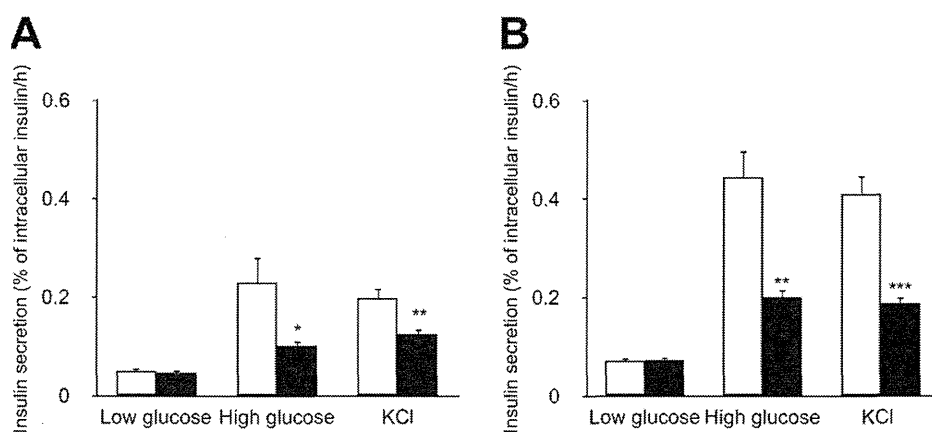 A
Insulin secretion (% of intracellular insulin/h)
0.6
0.4
0.2
0
*
**
Low glucose High glucose KCl
B
Insulin secretion (% of intracellular insulin/h)
0.6
0.4
0.2
0
**
***
Low glucose High glucose KCl